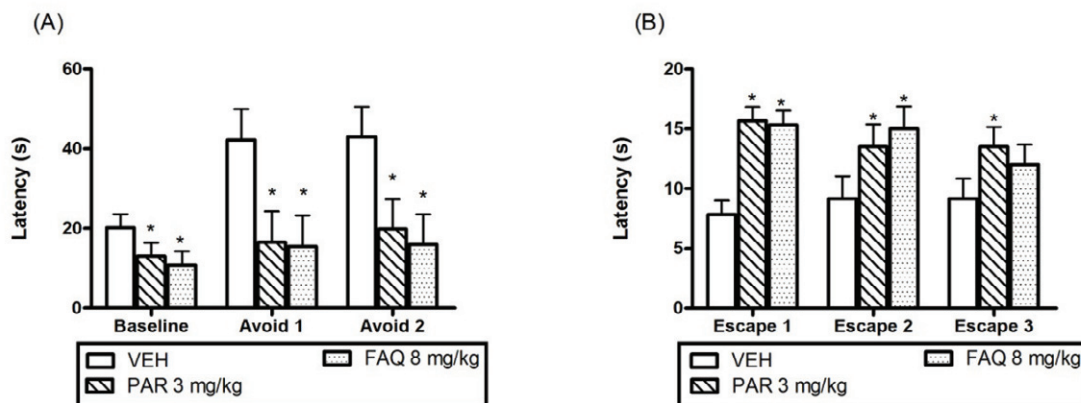 (A)
Latency (s)
60
40
20
0
* * * * * *
Baseline Avoid 1 Avoid 2
VEH FAQ 8 mg/kg
PAR 3 mg/kg
(B)
Latency (s)
20
15
10
5
0
* * * * *
Escape 1 Escape 2 Escape 3
VEH FAQ 8 mg/kg
PAR 3 mg/kg